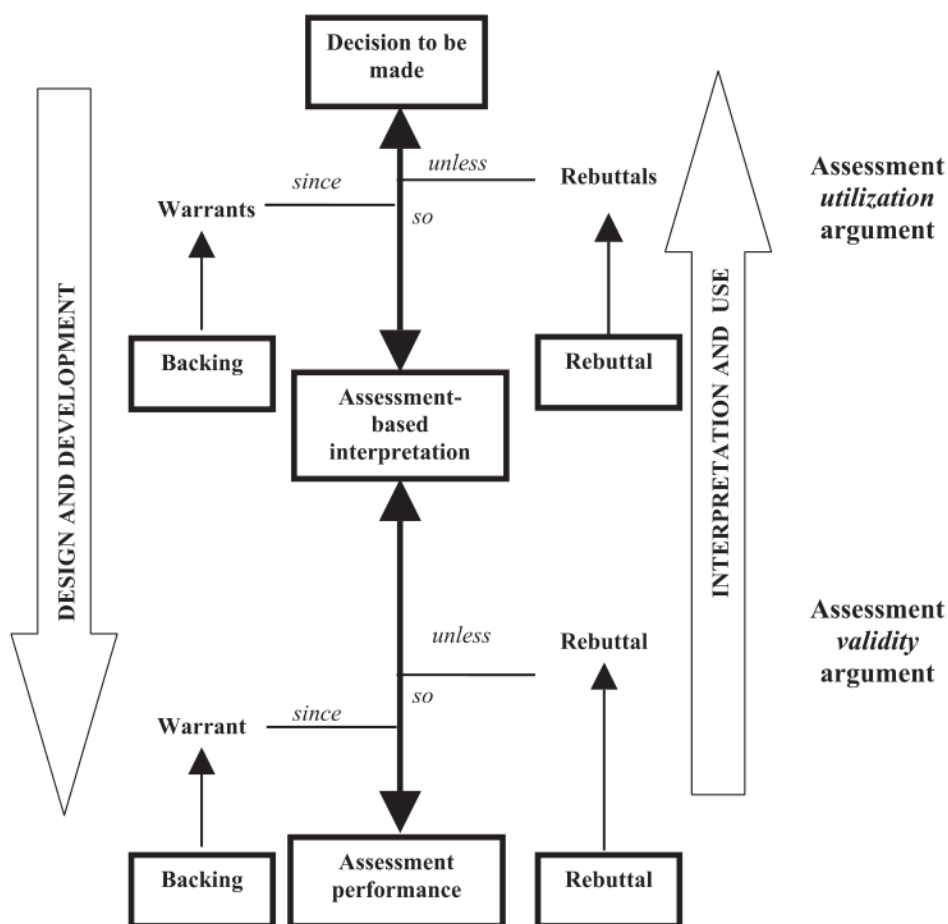 Decision to be
made
unless
since
Rebuttals
Warrants
so
Assessment
utilization
argument
Backing
Rebuttal
Assessment-
based
interpretation
DESIGN AND DEVELOPMENT
INTERPRETATION AND USE
unless
Rebuttal
so
since
Warrant
Assessment
validity
argument
Backing
Assessment
performance
Rebuttal